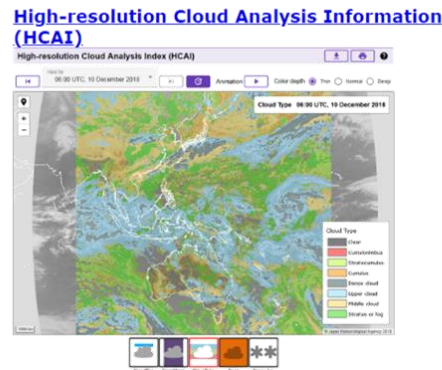 High-resolution Cloud Analysis Information
(HCAI)
High-resolution Cloud Analysis Index (HCAI)
06:00 UTC, 10 December 2018
Animation
Color depth
Thin
Normal
Deep
Cloud Type 06:00 UTC, 10 December 2018
Cloud Type
Clear
Cumulonimbus
Stratocumulus
Cumulus
Dense cloud
Upper cloud
Middle cloud
Stratus or fog